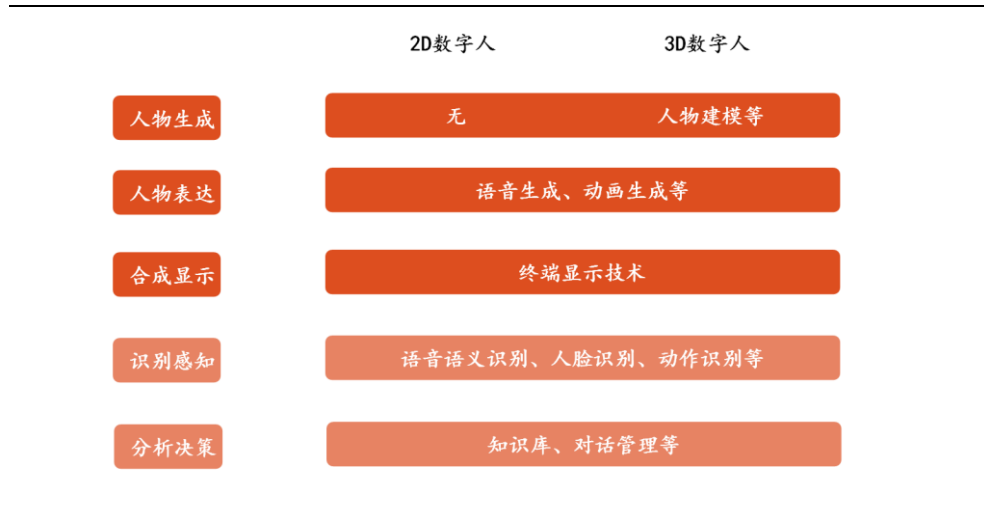 2D数字人 3D数字人
人物生成 无 人物建模等
人物表达 语音生成、动画生成等
合成显示 终端显示技术
识别感知 语音语义识别、人脸识别、动作识别等
分析决策 知识库、对话管理等